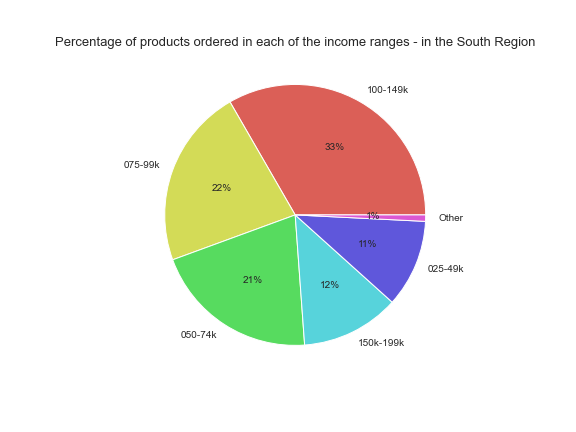 Percentage of products ordered in each of the income ranges - in the South Region
100-149k
33%
075-99k
22%
1%
Other
11%
025-49k
21%
12%
050-74k
150k-199k